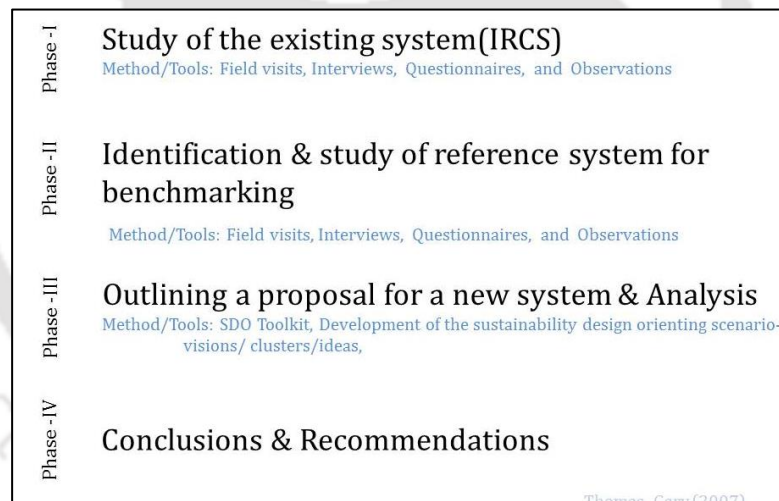 Phase -I
Study of the existing system(IRCS)
Method/Tools: Field visits, Interviews, Questionnaires, and Observations
Phase -II
Identification & study of reference system for
benchmarking
Method/Tools: Field visits, Interviews, Questionnaires, and Observations
Phase -III
Outlining a proposal for a new system & Analysis
Method/Tools: SDO Toolkit, Development of the sustainability design orienting scenario-
visions/ clusters/ideas,
Phase -IV
Conclusions & Recommendations
Thomas, Gary(2007)